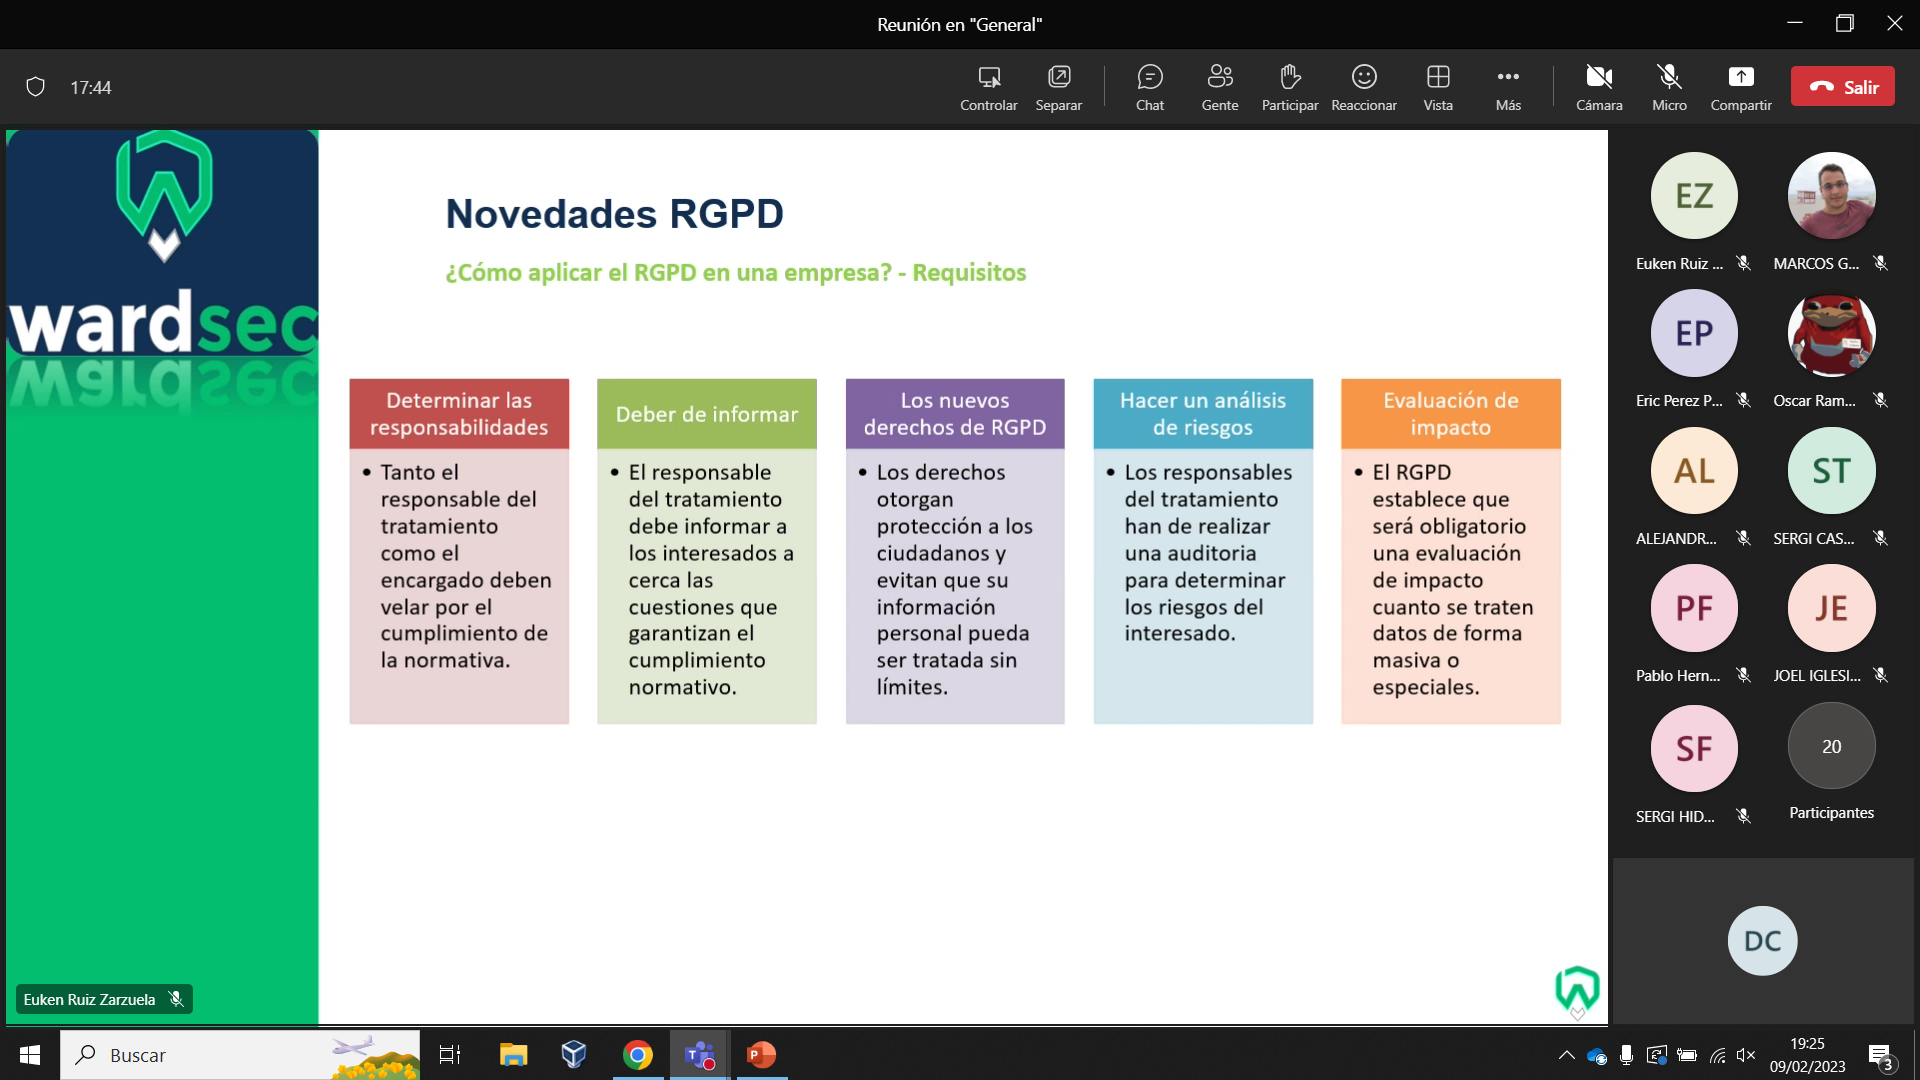 Reunión en "General"
17:44
Controlar
Separar
Chat
Gente
Participar
Reaccionar
Vista
Más
Cámara
Micro
Compartir
Salir
wardsec
Novedades RGPD
¿Cómo aplicar el RGPD en una empresa? - Requisitos
Determinar las
responsabilidades
• Tanto el
responsable del
tratamiento
como el
encargado deben
velar por el
cumplimiento de
la normativa.
Deber de informar
• El responsable
del tratamiento
debe informar a
los interesados a
cerca las
cuestiones que
garantizan el
cumplimiento
normativo.
Los nuevos
derechos de RGPD
• Los derechos
otorgan
protección a los
ciudadanos y
evitan que su
información
personal pueda
ser tratada sin
límites.
Hacer un análisis
de riesgos
• Los responsables
del tratamiento
han de realizar
una auditoria
para determinar
los riesgos del
interesado.
Evaluación de
impacto
• El RGPD
establece que
será obligatorio
una evaluación
de impacto
cuanto se traten
datos de forma
masiva o
especiales.
Euken Ruiz Zarzuela
EZ
Euken Ruiz ...
MARCOS G...
EP
Eric Perez P...
Oscar Ram...
AL
ALEJANDR...
ST
SERGI CAS...
PF
Pablo Hern...
JE
JOEL IGLESI...
SF
SERGI HID...
20
Participantes
DC
Buscar
19:25
09/02/2023
3